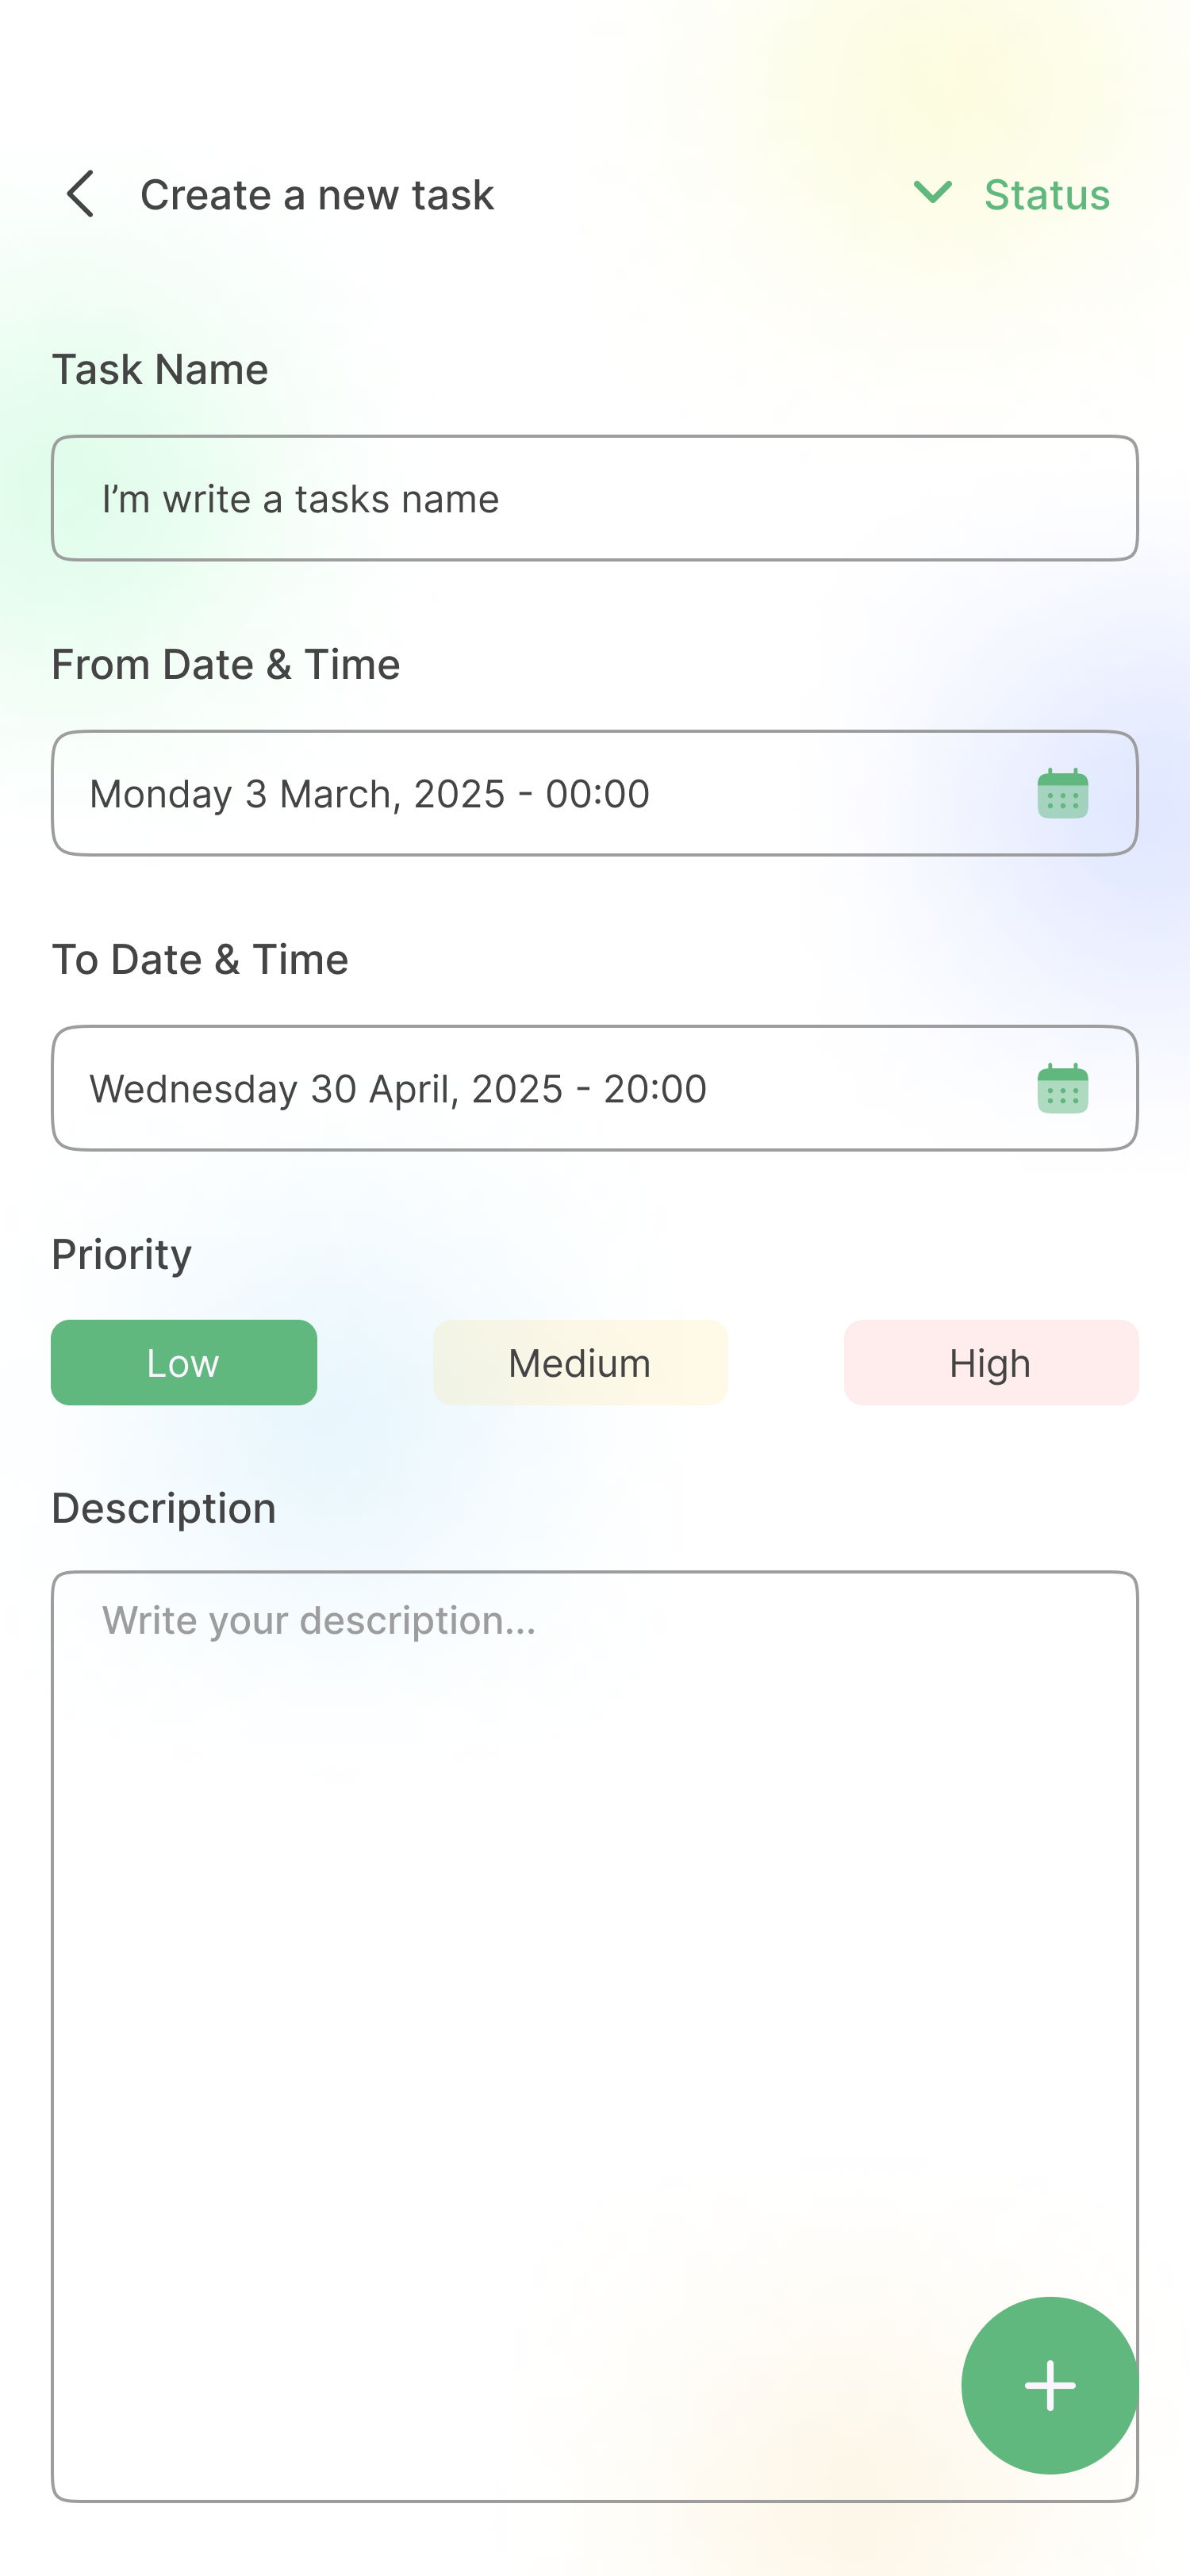 Create a new task
Status
Task Name
I’m write a tasks name
From Date & Time
Monday 3 March, 2025 - 00:00
To Date & Time
Wednesday 30 April, 2025 - 20:00
Priority
Low
Medium
High
Description
Write your description...